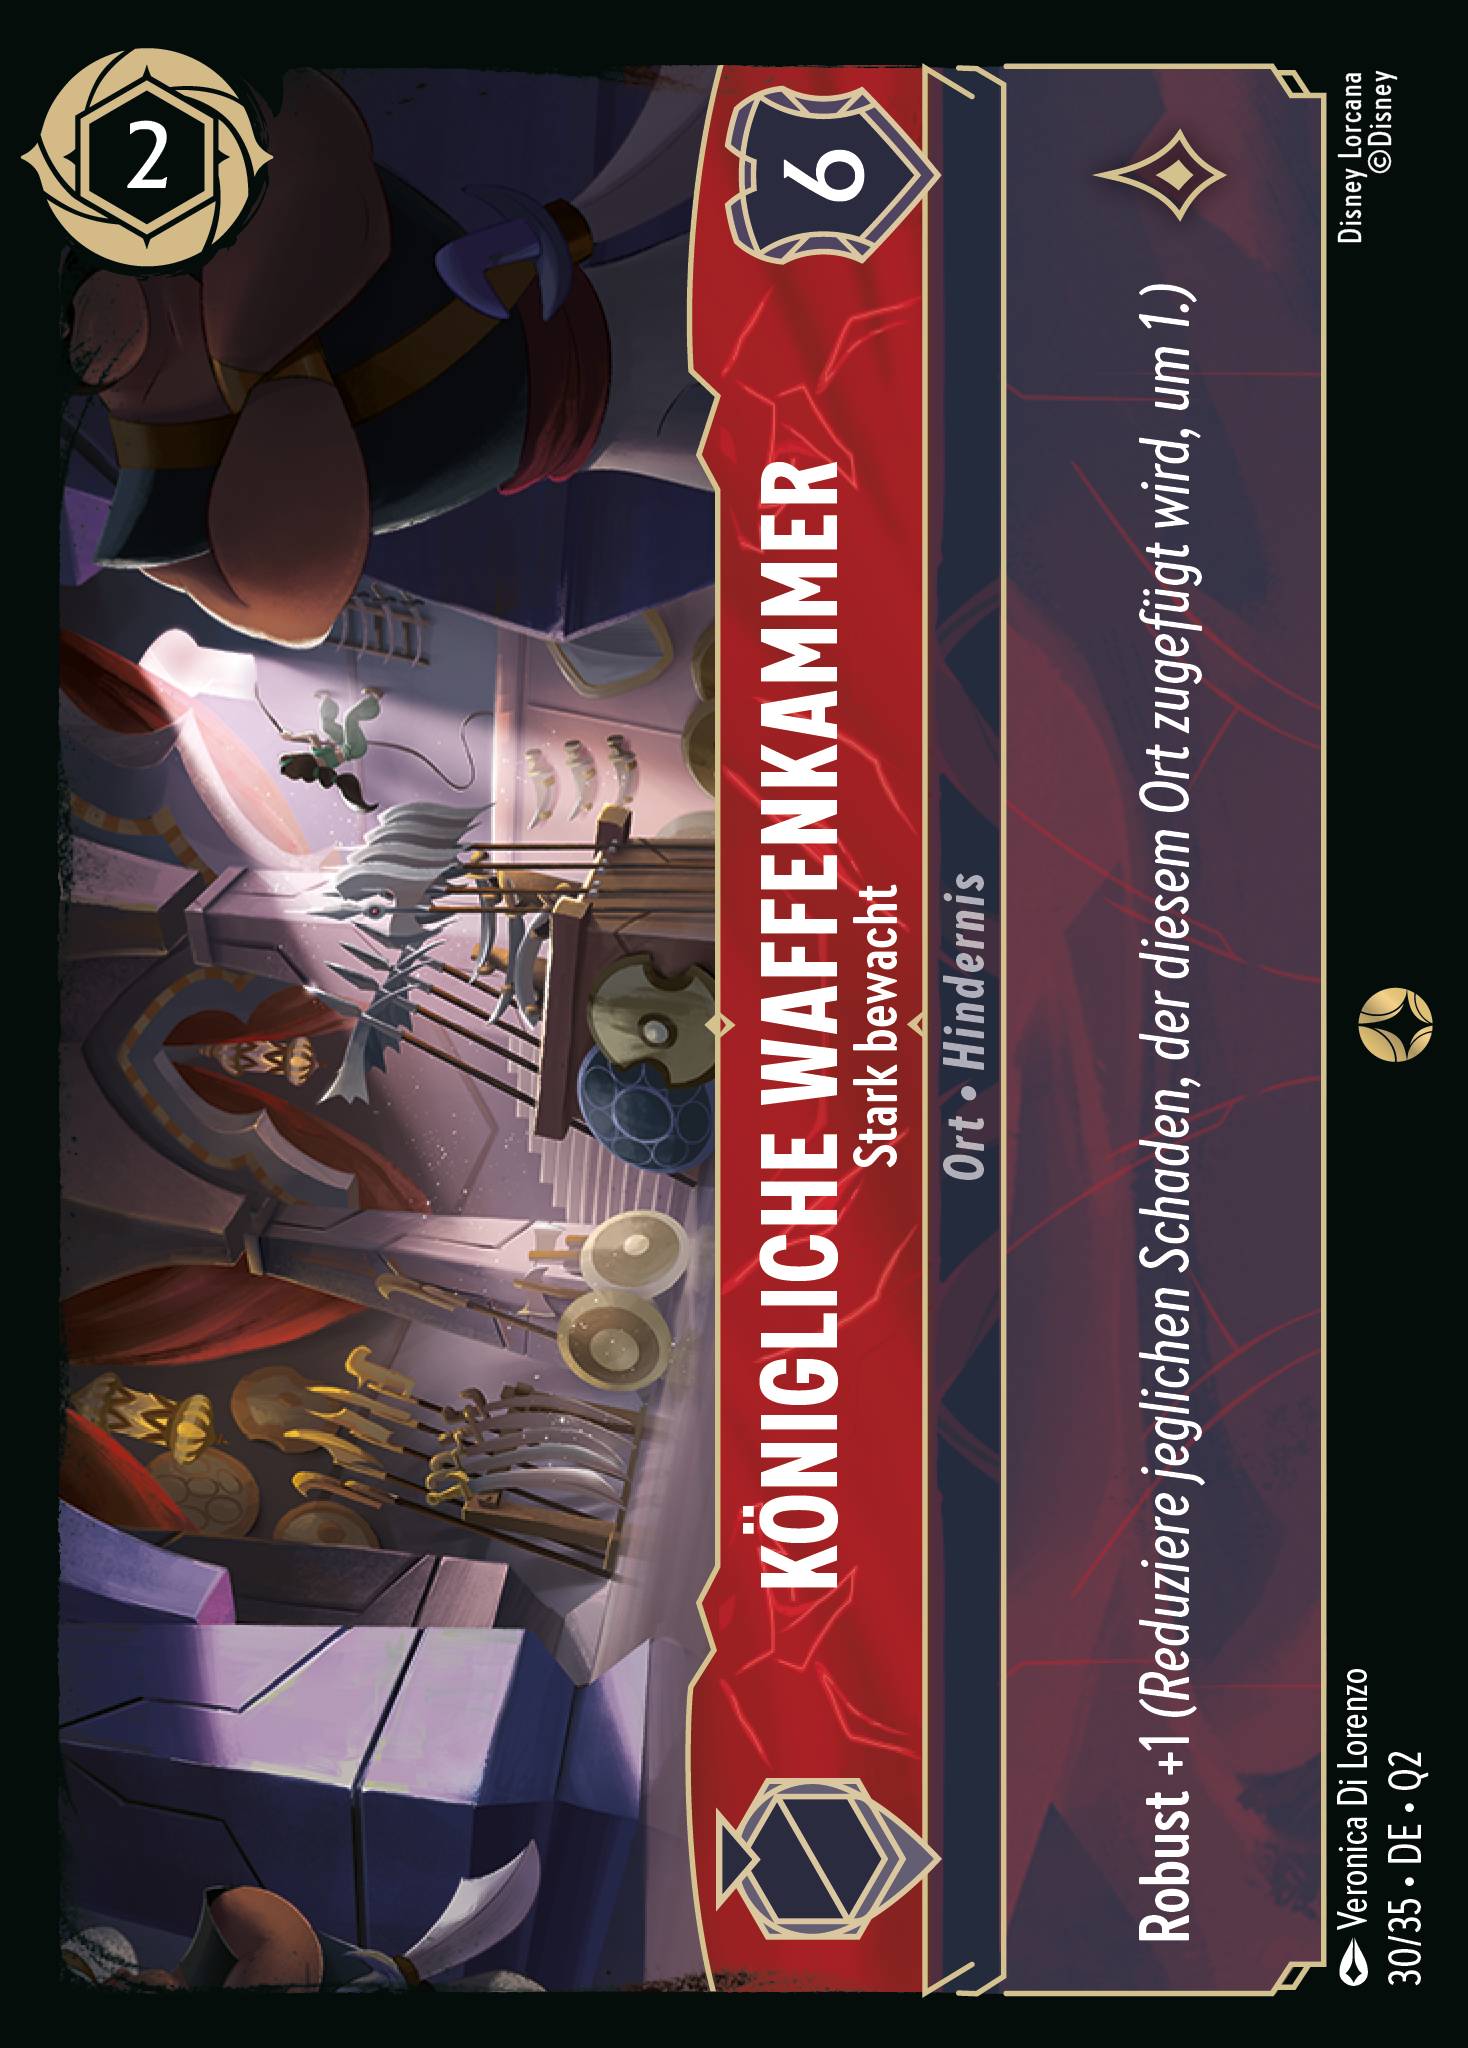 2
KÖNIGLICHE WAFFENKAMMER
6
Stark bewacht
Ort • Hindernis
Robust +1 (Reduziere jeglichen Schaden, der diesem Ort zugefügt wird, um 1.)
Veronica Di Lorenzo
Disney Lorcana
30/35 • DE • Q2
©Disney